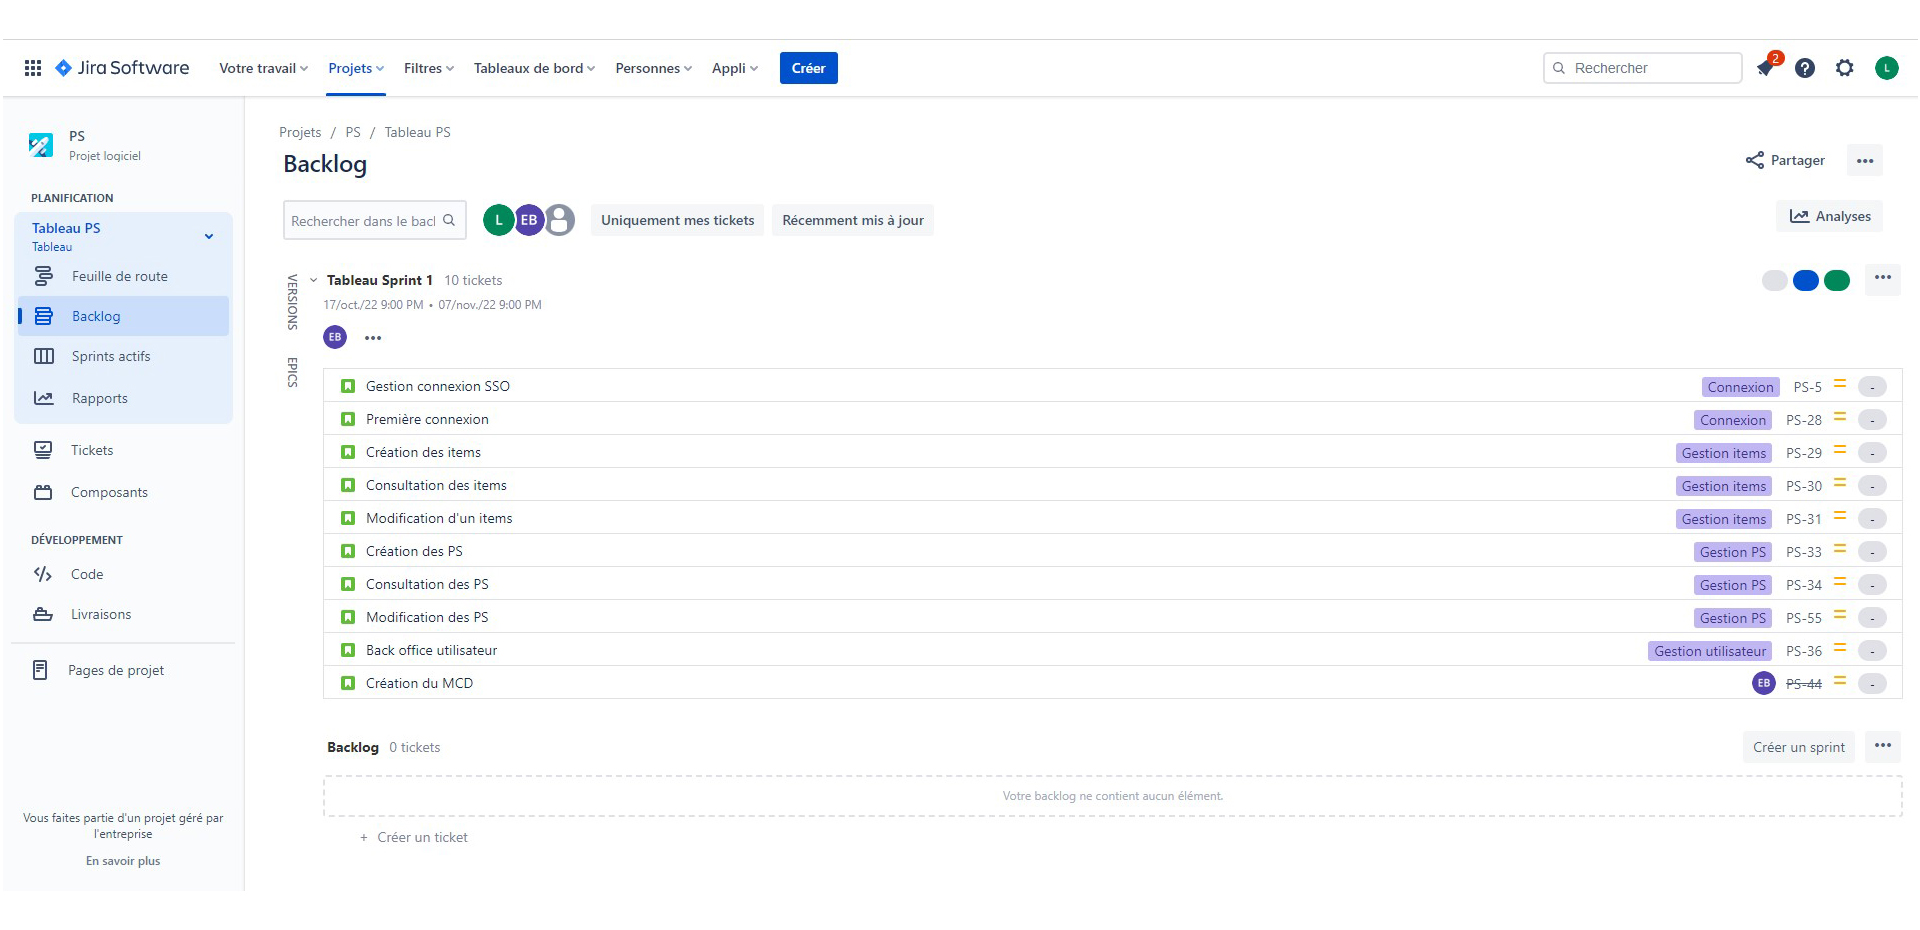 Jira Software Votre travail Projets Filtres Tableaux de bord Personnes Appli Créer Rechercher 2 L
PS
Projet logiciel
PLANIFICATION
Tableau PS
Tableau
Feuille de route
Backlog
Sprints actifs
Rapports
Tickets
Composants
DÉVELOPPEMENT
Code
Livraisons
Pages de projet
Vous faites partie d'un projet géré par
l'entreprise
En savoir plus
Projets / PS / Tableau PS
Backlog
Partager •••
Rechercher dans le bacl L EB Uniquement mes tickets Récemment mis à jour Analyses
VERSIONS
EPICS
Tableau Sprint 1 10 tickets •••
17/oct./22 9:00 PM • 07/nov./22 9:00 PM
EB •••
Gestion connexion SSO Connexion PS-5 -
Première connexion Connexion PS-28 -
Création des items Gestion items PS-29 -
Consultation des items Gestion items PS-30 -
Modification d'un items Gestion items PS-31 -
Création des PS Gestion PS PS-33 -
Consultation des PS Gestion PS PS-34 -
Modification des PS Gestion PS PS-55 -
Back office utilisateur Gestion utilisateur PS-36 -
Création du MCD EB PS-44 -
Backlog 0 tickets Créer un sprint •••
Votre backlog ne contient aucun élément.
+ Créer un ticket